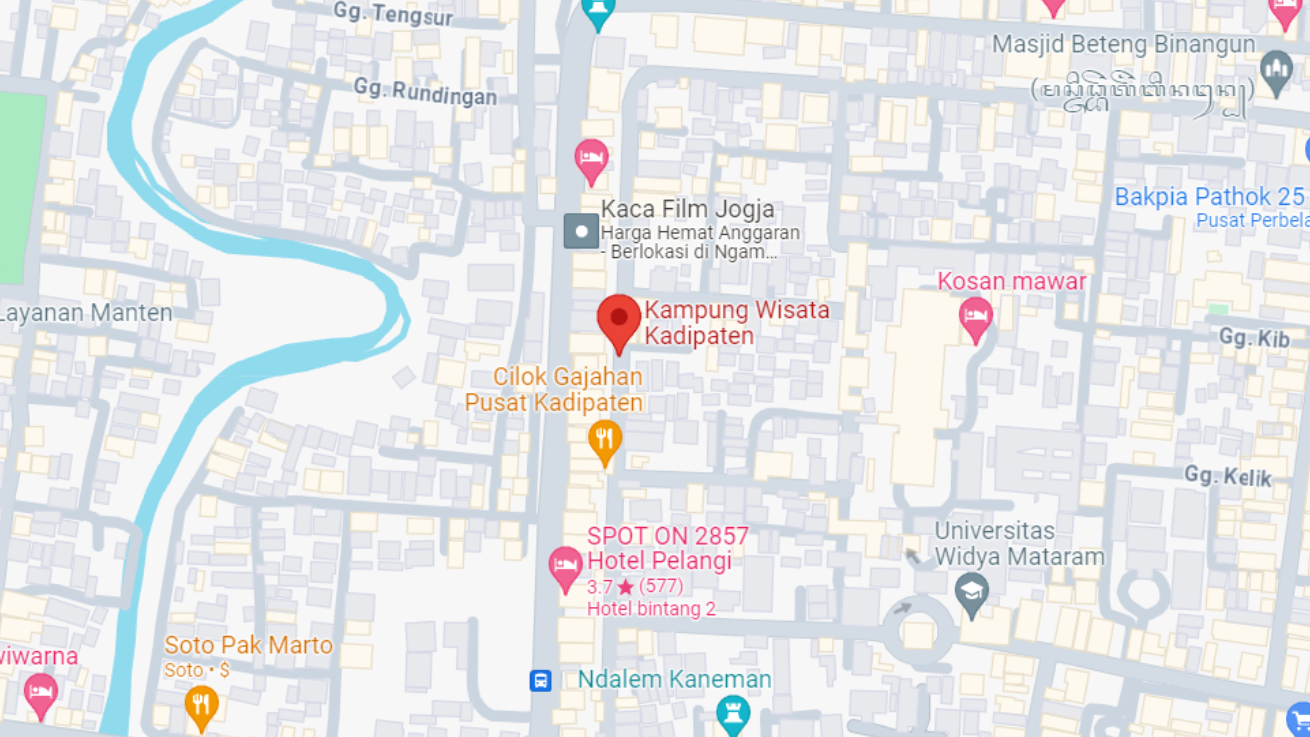 Gg. Tengsur
Masjid Beteng Binangun
Gg. Rundingan
Bakpia Pathok 25
Pusat
Kaca Film Jogja
Harga Hemat Anggaran
- Berlokasi di Ngam...
Kosan mawar
Layanan Manten
Kampung Wisata
Kadipaten
Gg. Kib
Cilok Gajahan
Pusat Kadipaten
Gg. Kelik
Universitas
Widya Mataram
SPOT ON 2857
Hotel Pelangi
3.7 ★ (577)
Hotel bintang 2
Soto Pak Marto
Soto • $
wiwarna
Ndalem Kaneman